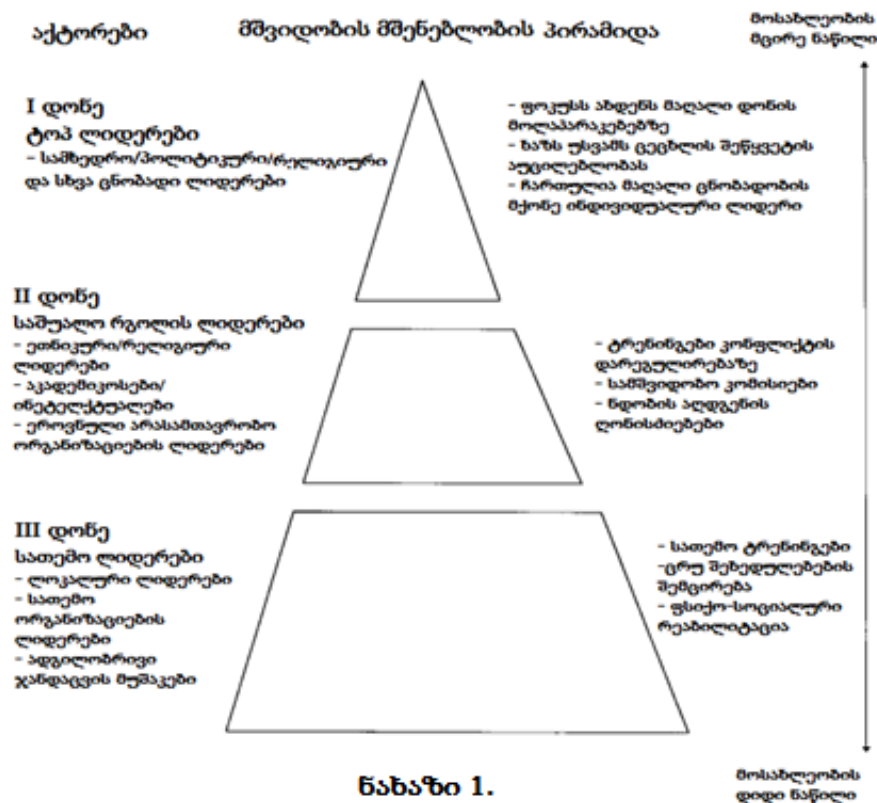 აქტორები
მშვიდობის მშენებლობის პირამიდა
მოსახლეობის
მცირე ნაწილი
I დონე
ტოპ ლიდერები
- სამხედრო/პოლიტიკური/რელიგიური
და სხვა ცნობადი ლიდერები
- ფოკუსს ახდენს მაღალი დონის
მოლაპარაკებებზე
- ხაზს უსვამს ცეცხლის შეწყვეტის
აუცილებლობას
- ჩართულია მაღალი ცნობადობის
მქონე ინდივიდუალური ლიდერი
II დონე
საშუალო რგოლის ლიდერები
- ეთნიკური/რელიგიური
ლიდერები
- აკადემიკოსები/
ინეტელქტუალები
- ეროვნული არასამთავრობო
ორგანიზაციების ლიდერები
- ტრენინგები კონფლიქტის
დარეგულირებაზე
- სამშვიდობო კომისიები
- ნდობის აღდგენის
ღონისძიებები
III დონე
სათემო ლიდერები
- ლოკალური ლიდერები
- სათემო
ორგანიზაციების
ლიდერები
- ადგილობრივი
ჯანდაცვის მუშაკები
- სათემო ტრენინგები
-ცრუ შეხედულებების
შემცირება
- ფსიქო-სოციალური
რეაბილიტაცია
ნახაზი 1.
მოსახლეობის
დიდი ნაწილი